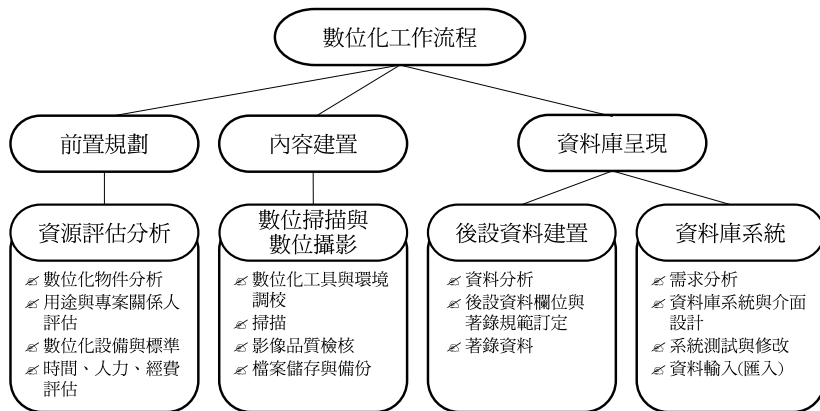 數位化工作流程
前置規劃
內容建置
資料庫呈現
資源評估分析
數位化物件分析
用途與專案關係人
評估
數位化設備與標準
時間、人力、經費
評估
數位掃描與
數位攝影
數位化工具與環境
調校
掃描
影像品質檢核
檔案儲存與備份
後設資料建置
資料分析
後設資料欄位與
著錄規範訂定
著錄資料
資料庫系統
需求分析
資料庫系統與介面
設計
系統測試與修改
資料輸入(匯入)